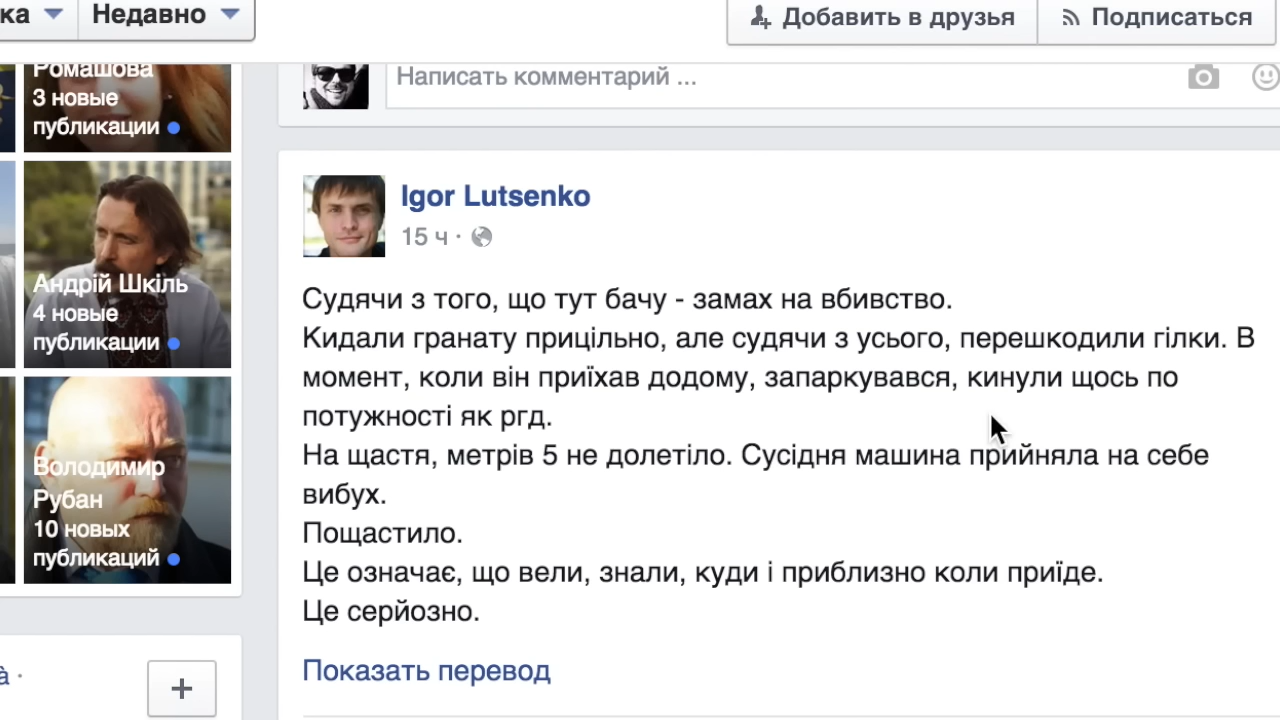 ка
Недавно
Добавить в друзья
Подписаться
Ромашова
3 новые
публикации
Андрій Шкіль
4 новые
публикации
Володимир
Рубан
10 новых
публикаций
Написать комментарий ...
Igor Lutsenko
15 ч ·
Судячи з того, що тут бачу - замах на вбивство.
Кидали гранату прицільно, але судячи з усього, перешкодили гілки. В
момент, коли він приїхав додому, запаркувався, кинули щось по
потужності як ргд.
На щастя, метрів 5 не долетіло. Сусідня машина прийняла на себе
вибух.
Пощастило.
Це означає, що вели, знали, куди і приблизно коли приїде.
Це серйозно.
Показать перевод
à ·